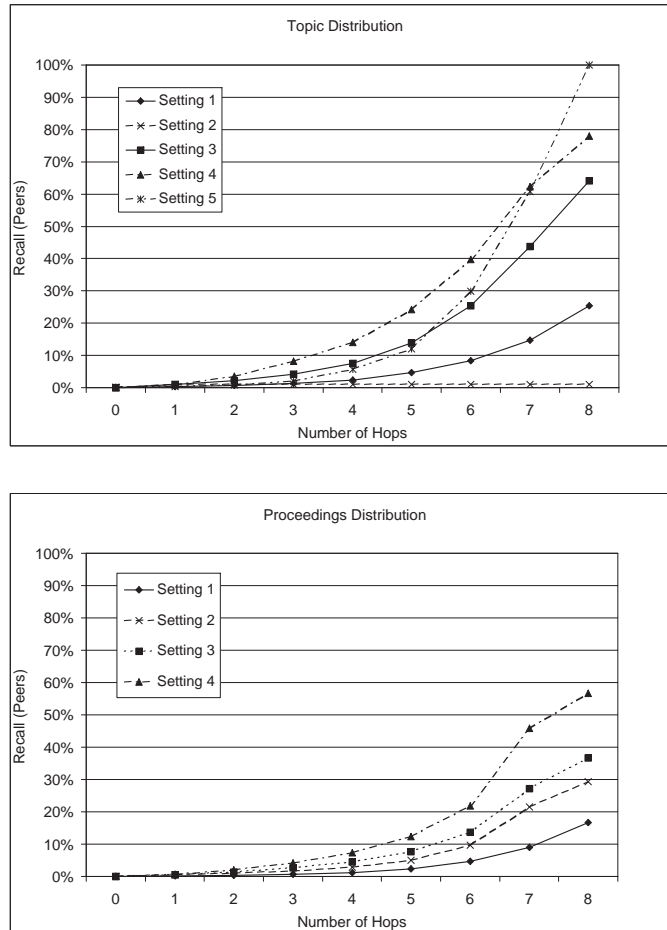 Topic Distribution
100%
90%
80%
70%
60%
50%
40%
30%
20%
10%
0%
Recall (Peers)
Setting 1
Setting 2
Setting 3
Setting 4
Setting 5
0 1 2 3 4 5 6 7 8
Number of Hops
Proceedings Distribution
100%
90%
80%
70%
60%
50%
40%
30%
20%
10%
0%
Recall (Peers)
Setting 1
Setting 2
Setting 3
Setting 4
0 1 2 3 4 5 6 7 8
Number of Hops